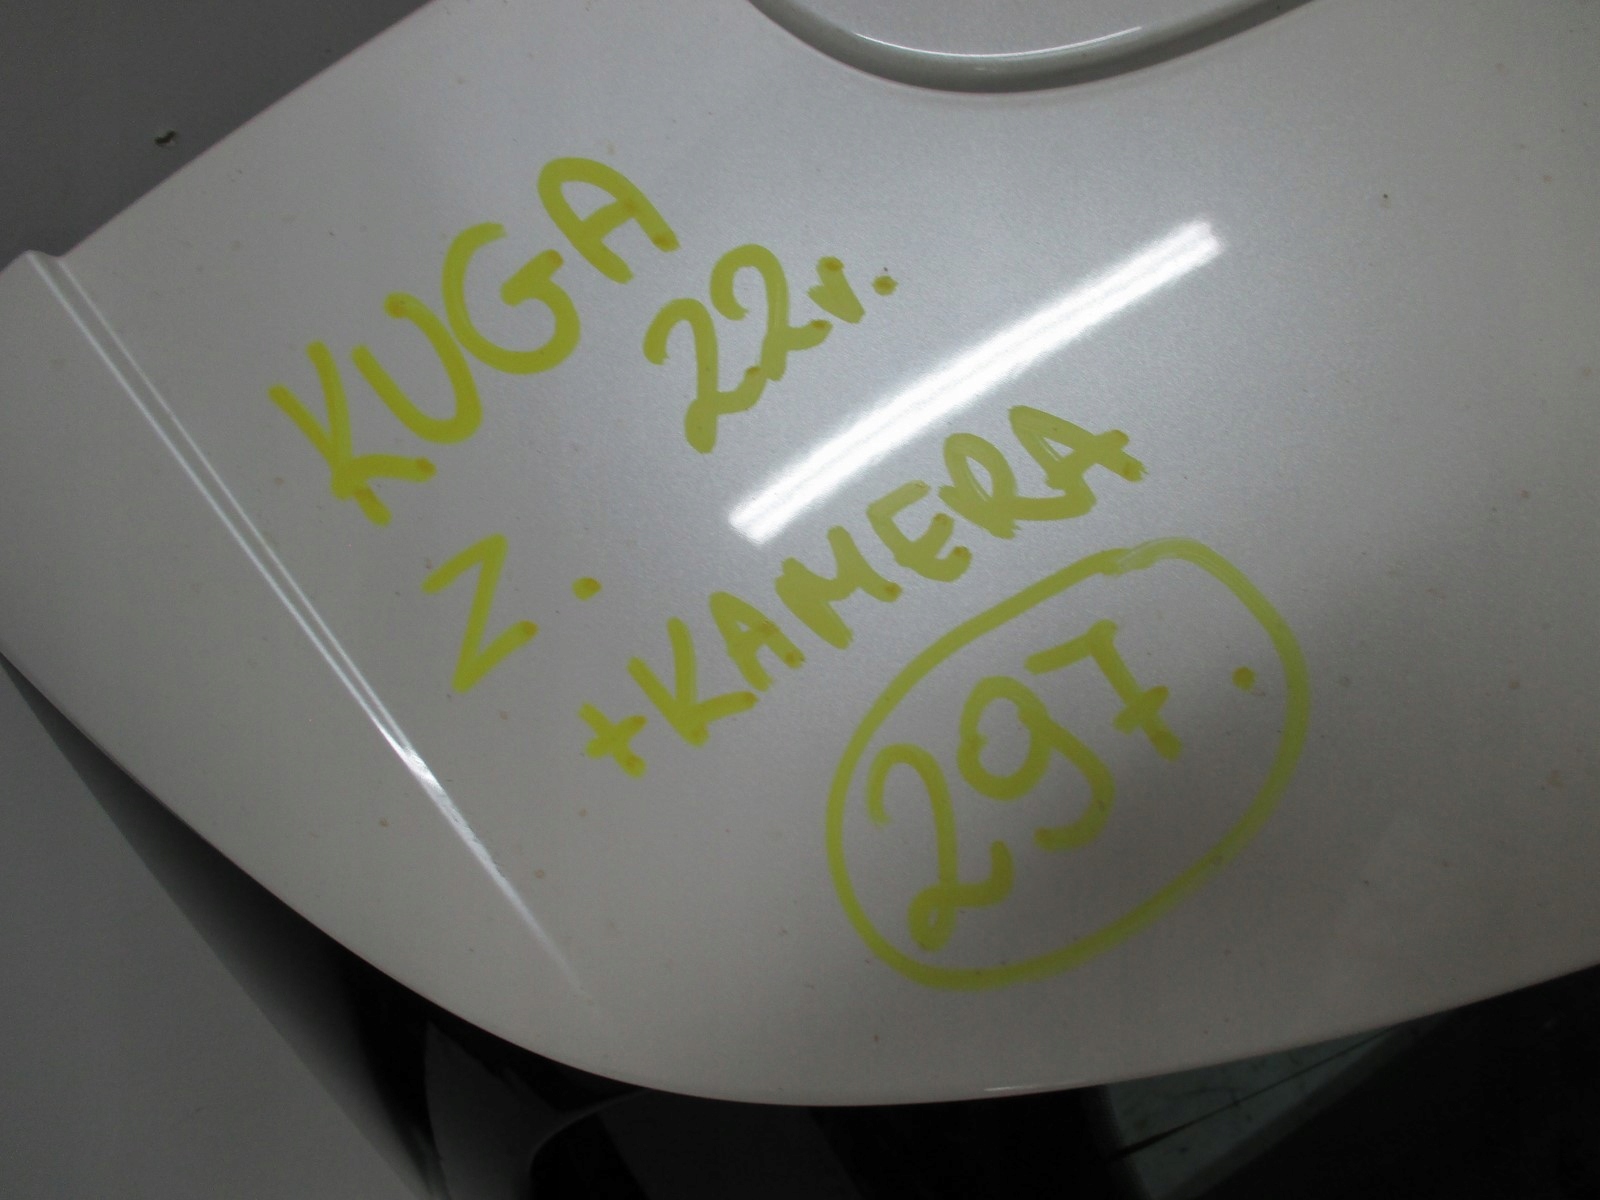 KUGA
22r.
Z.
+KAMERA
297.